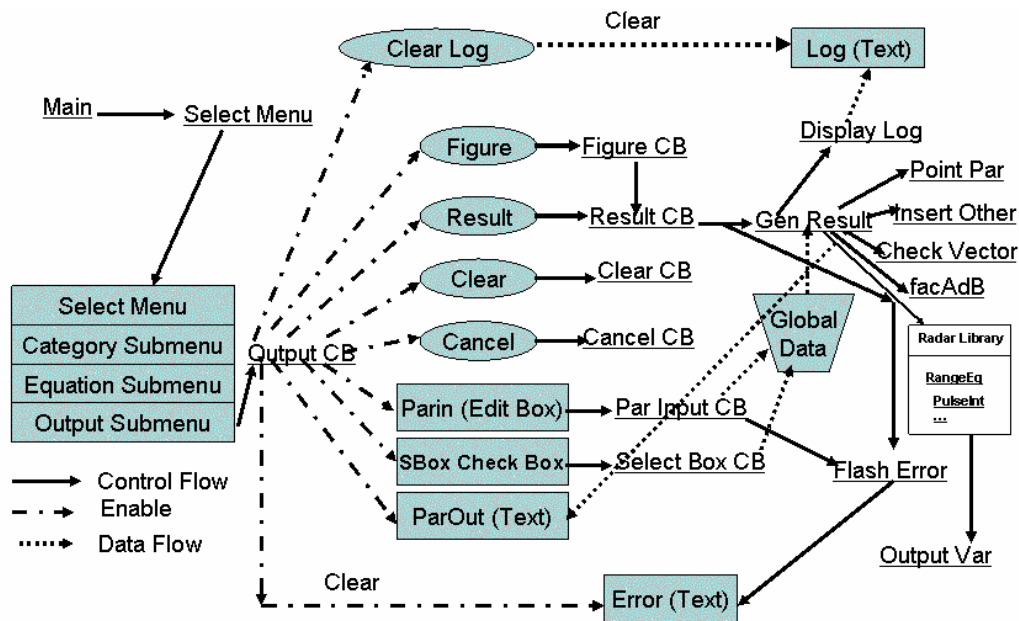 Clear Log
Clear
Log (Text)
Main
Select Menu
Display Log
Figure
Figure CB
Point Par
Result
Result CB
Gen Result
Insert Other
Check Vector
Clear
Clear CB
facAdB
Select Menu
Category Submenu
Equation Submenu
Output Submenu
Output CB
Cancel
Cancel CB
Global
Data
Radar Library
RangeEq
PulseInt
...
Parin (Edit Box)
Par Input CB
SBox Check Box
Select Box CB
Flash Error
ParOut (Text)
Control Flow
Enable
Data Flow
Output Var
Clear
Error (Text)